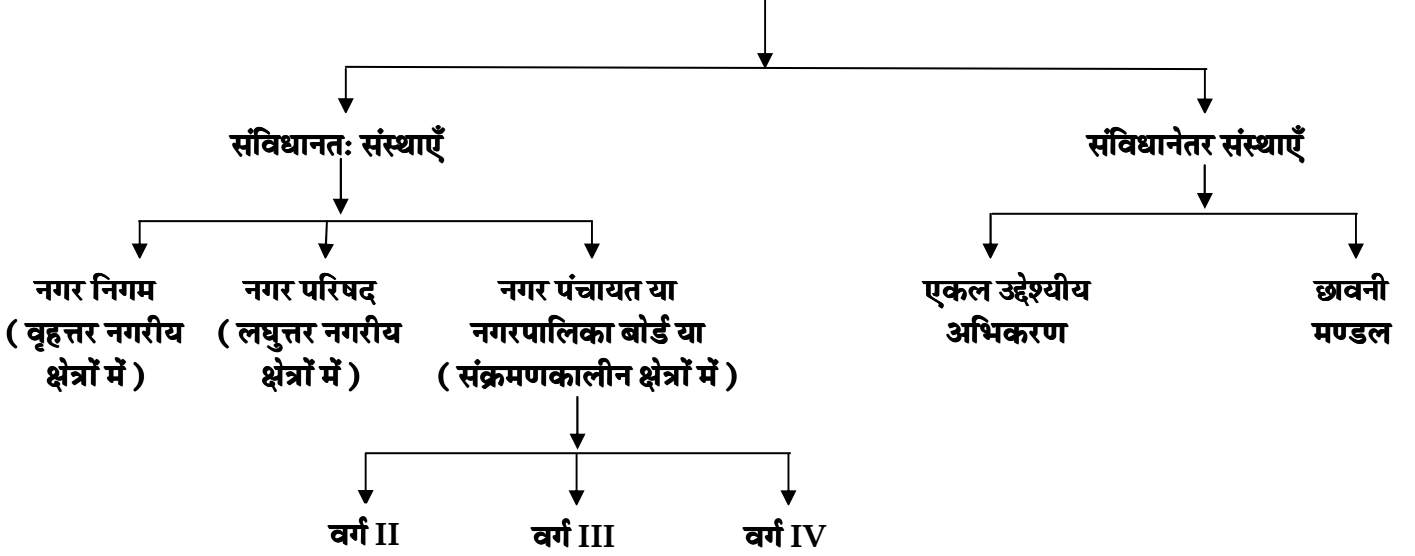 संविधानतः संस्थाएँ
संविधानेतर संस्थाएँ
नगर निगम
( वृहत्तर नगरीय
क्षेत्रों में )
नगर परिषद
( लघुत्तर नगरीय
क्षेत्रों में )
नगर पंचायत या
नगरपालिका बोर्ड या
( संक्रमणकालीन क्षेत्रों में )
एकल उद्देश्यीय
अभिकरण
छावनी
मण्डल
वर्ग II
वर्ग III
वर्ग IV